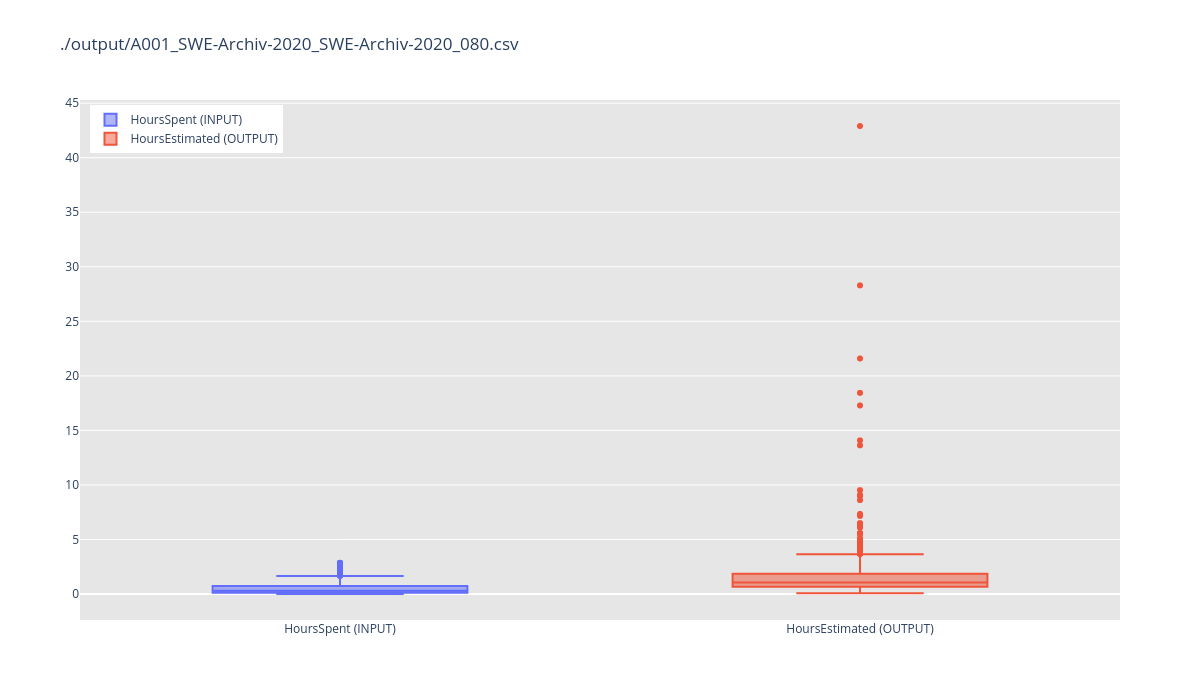 ./output/A001_SWE-Archiv-2020_SWE-Archiv-2020_080.csv
45
40
35
30
25
20
15
10
5
0
HoursSpent (INPUT)
HoursEstimated (OUTPUT)
HoursSpent (INPUT)
HoursEstimated (OUTPUT)